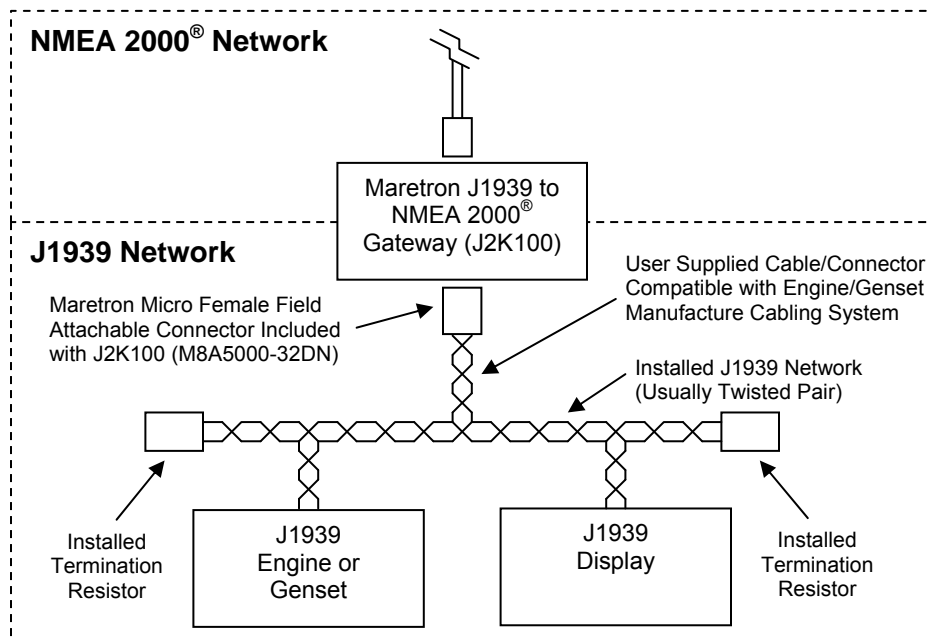 NMEA 2000® Network
Maretron J1939 to
NMEA 2000®
Gateway (J2K100)
J1939 Network
Maretron Micro Female Field
Attachable Connector Included
with J2K100 (M8A5000-32DN)
User Supplied Cable/Connector
Compatible with Engine/Genset
Manufacture Cabling System
Installed J1939 Network
(Usually Twisted Pair)
Installed
Termination
Resistor
J1939
Engine or
Genset
J1939
Display
Installed
Termination
Resistor